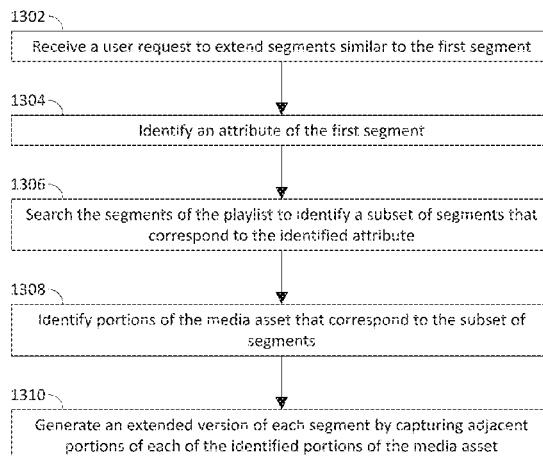 1302
Receive a user request to extend segments similar to the first segment
1304
Identify an attribute of the first segment
1306
Search the segments of the playlist to identify a subset of segments that
correspond to the identified attribute
1308
Identify portions of the media asset that correspond to the subset of
segments
1310
Generate an extended version of each segment by capturing adjacent
portions of each of the identified portions of the media asset